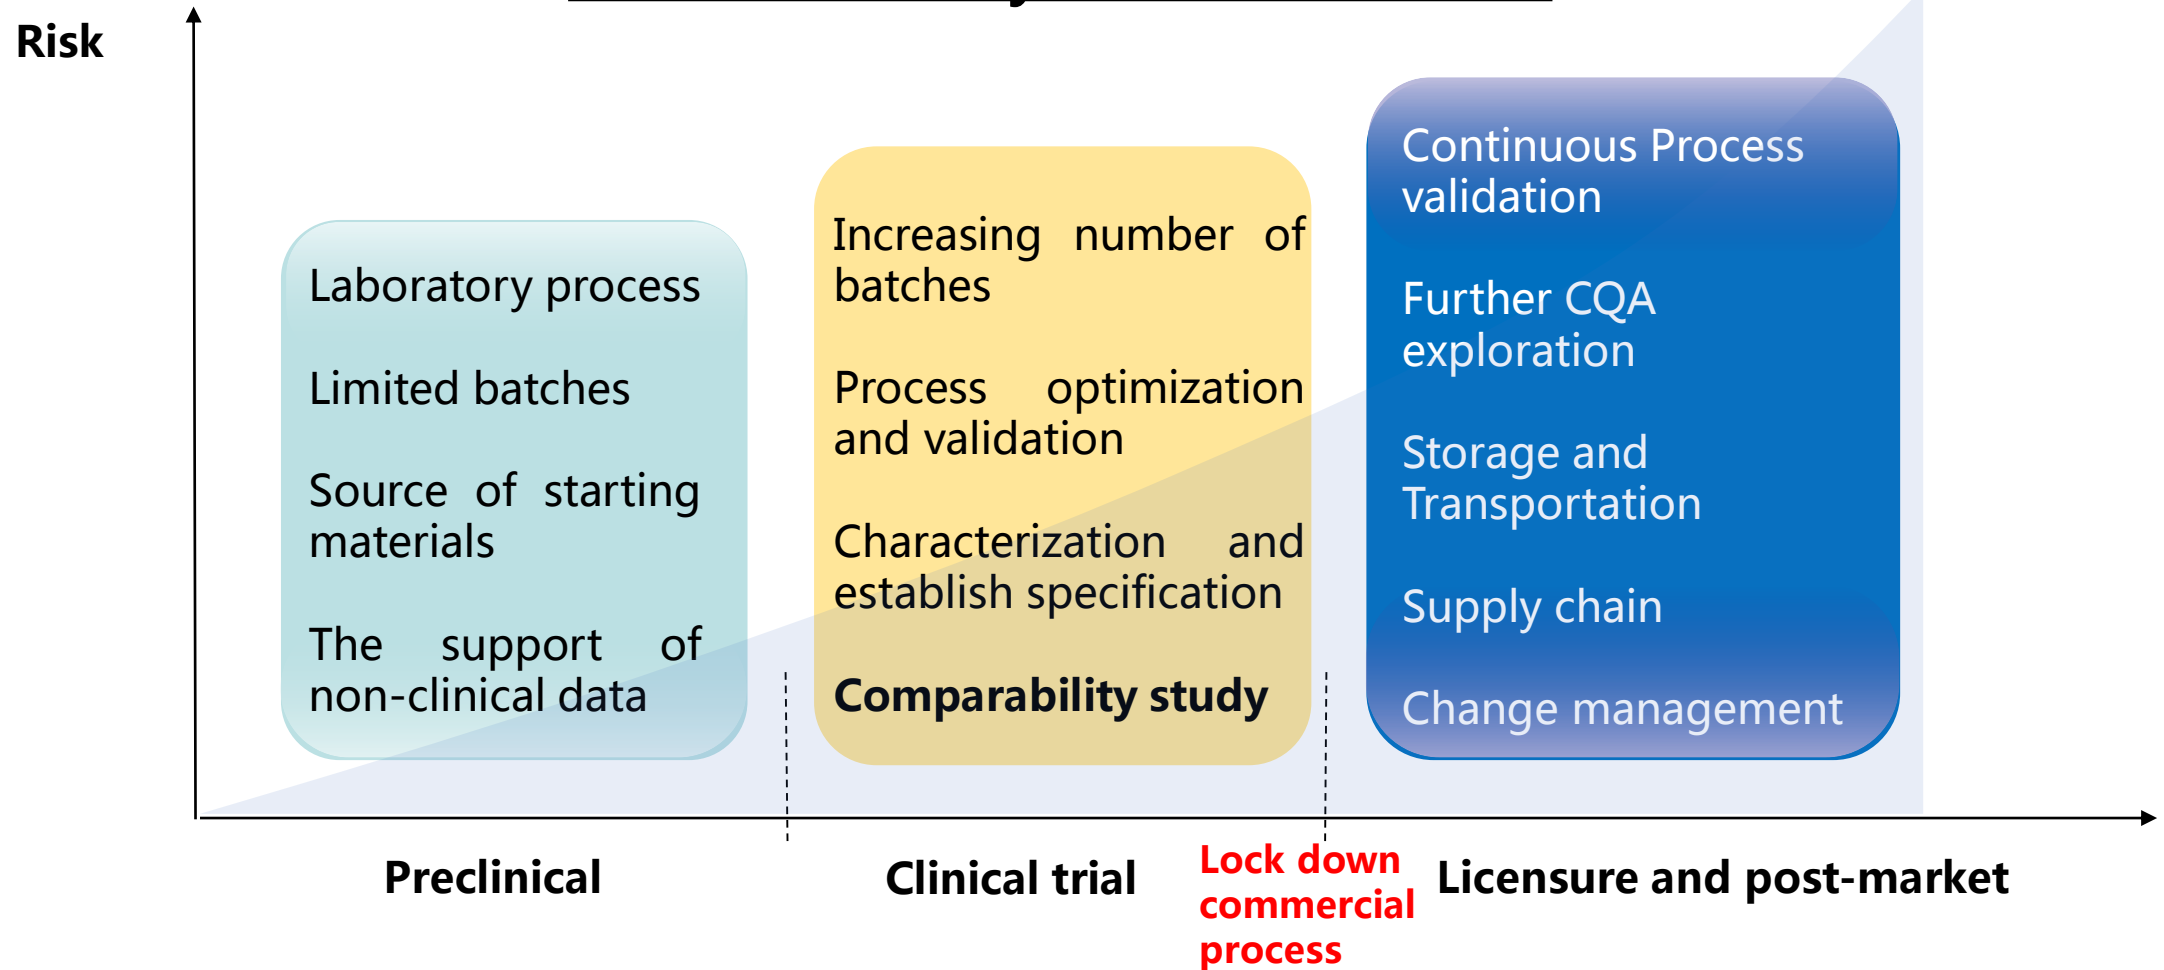 Risk
Laboratory process
Limited batches
Source of starting
materials
The support of
non-clinical data
Increasing number of
batches
Process optimization
and validation
Characterization and
establish specification
Comparability study
Continuous Process
validation
Further CQA
exploration
Storage and
Transportation
Supply chain
Change management
Preclinical
Clinical trial
Lock down
commercial
process
Licensure and post-market